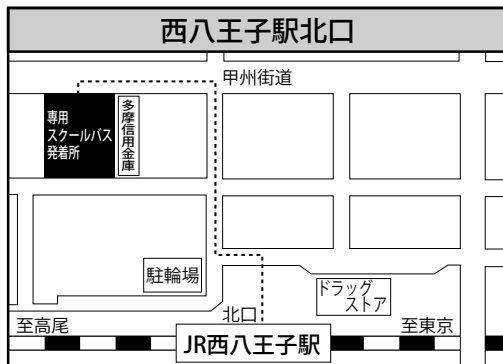 西八王子駅北口
甲州街道
専用
スクールバス
発着所
多摩信用金庫
駐輪場
ドラッグ
ストア
北口
至高尾
至東京
JR西八王子駅